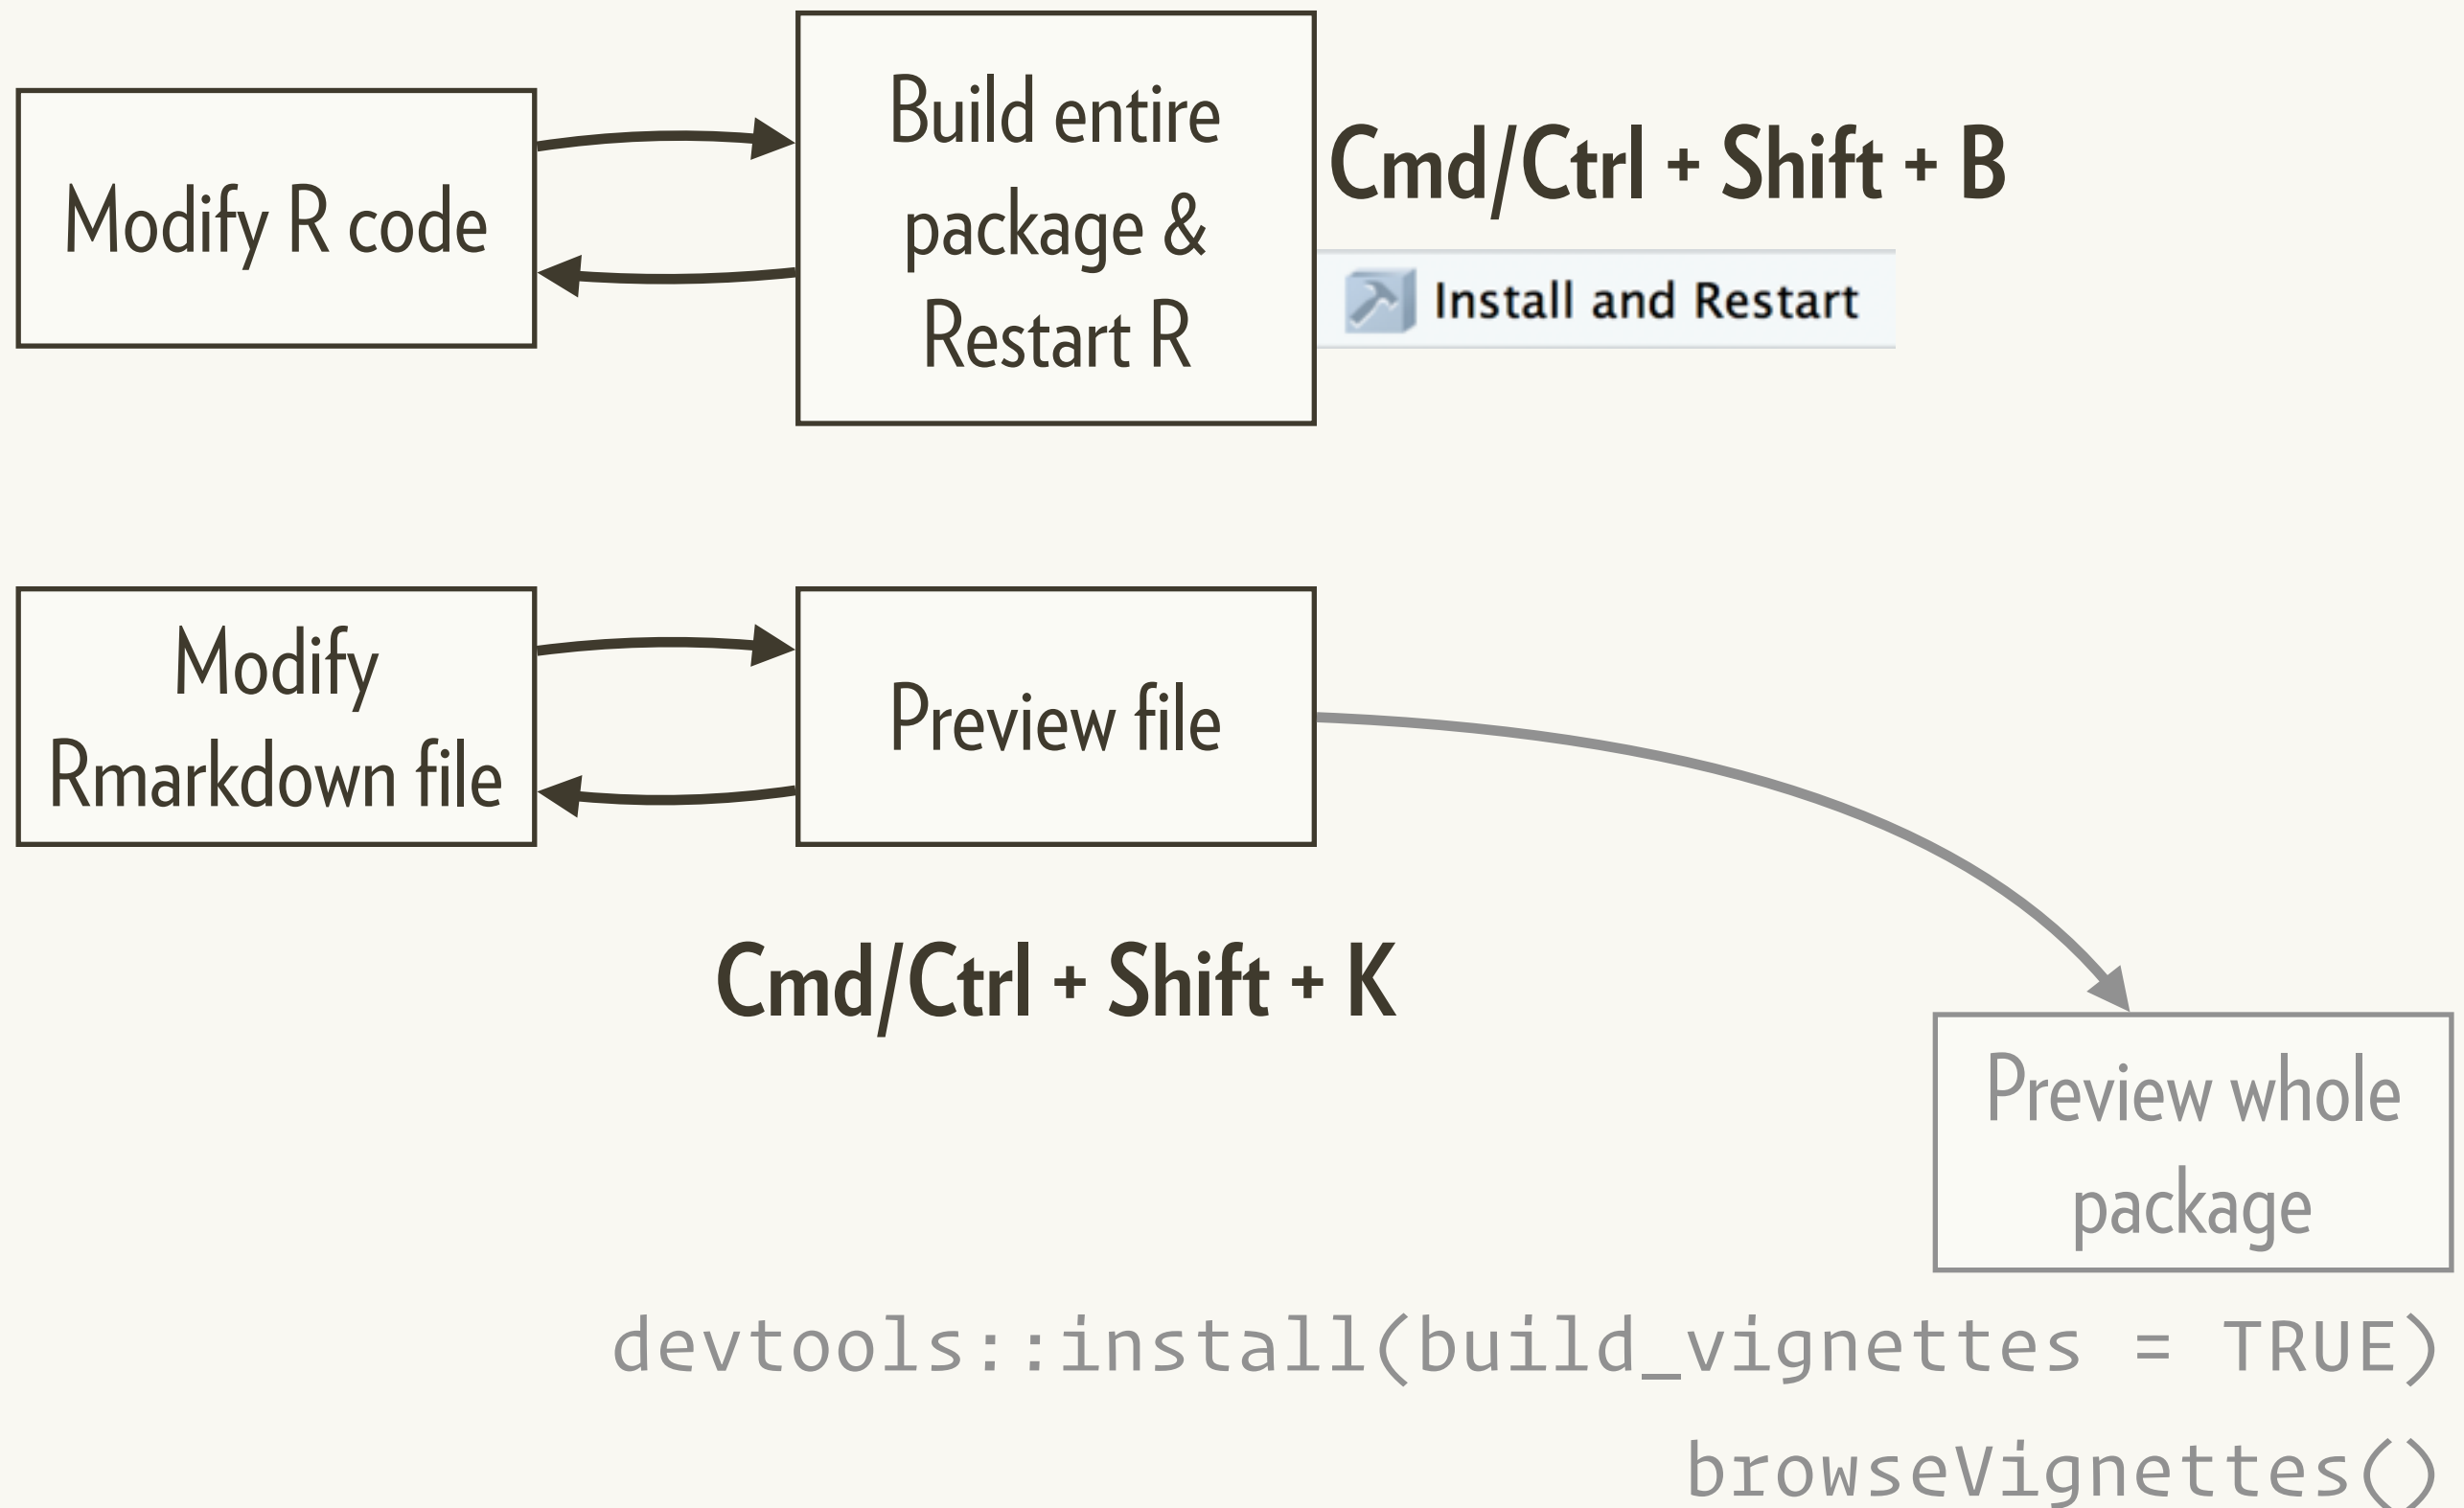 Modify R code
Build entire
package &
Restart R
Cmd/Ctrl + Shift + B
Install and Restart
Modify
Rmarkdown file
Preview file
Cmd/Ctrl + Shift + K
Preview whole
package
devtools::install(build_vignettes = TRUE)
browseVignettes()